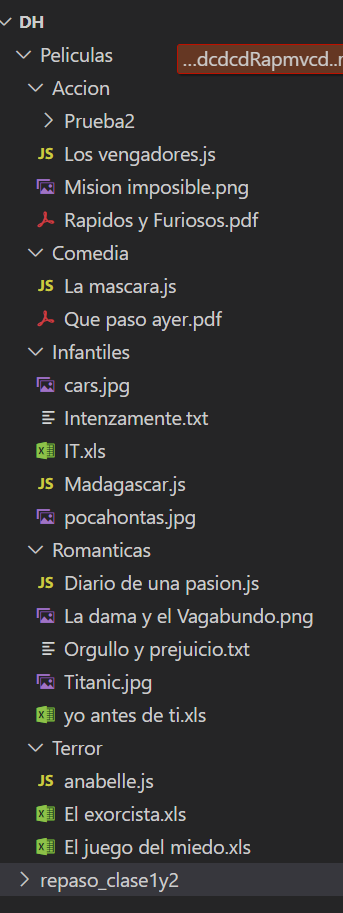 DH
Peliculas
...dcdcdRapmvcd..
Accion
Prueba2
JS Los vengadores.js
Mision imposible.png
Rapidos y Furiosos.pdf
Comedia
JS La mascara.js
Que paso ayer.pdf
Infantiles
cars.jpg
Intenzamente.txt
IT.xls
JS Madagascar.js
pocahontas.jpg
Romanticas
JS Diario de una pasion.js
La dama y el Vagabundo.png
Orgullo y prejuicio.txt
Titanic.jpg
yo antes de ti.xls
Terror
JS anabelle.js
El exorcista.xls
El juego del miedo.xls
repaso_clase1y2